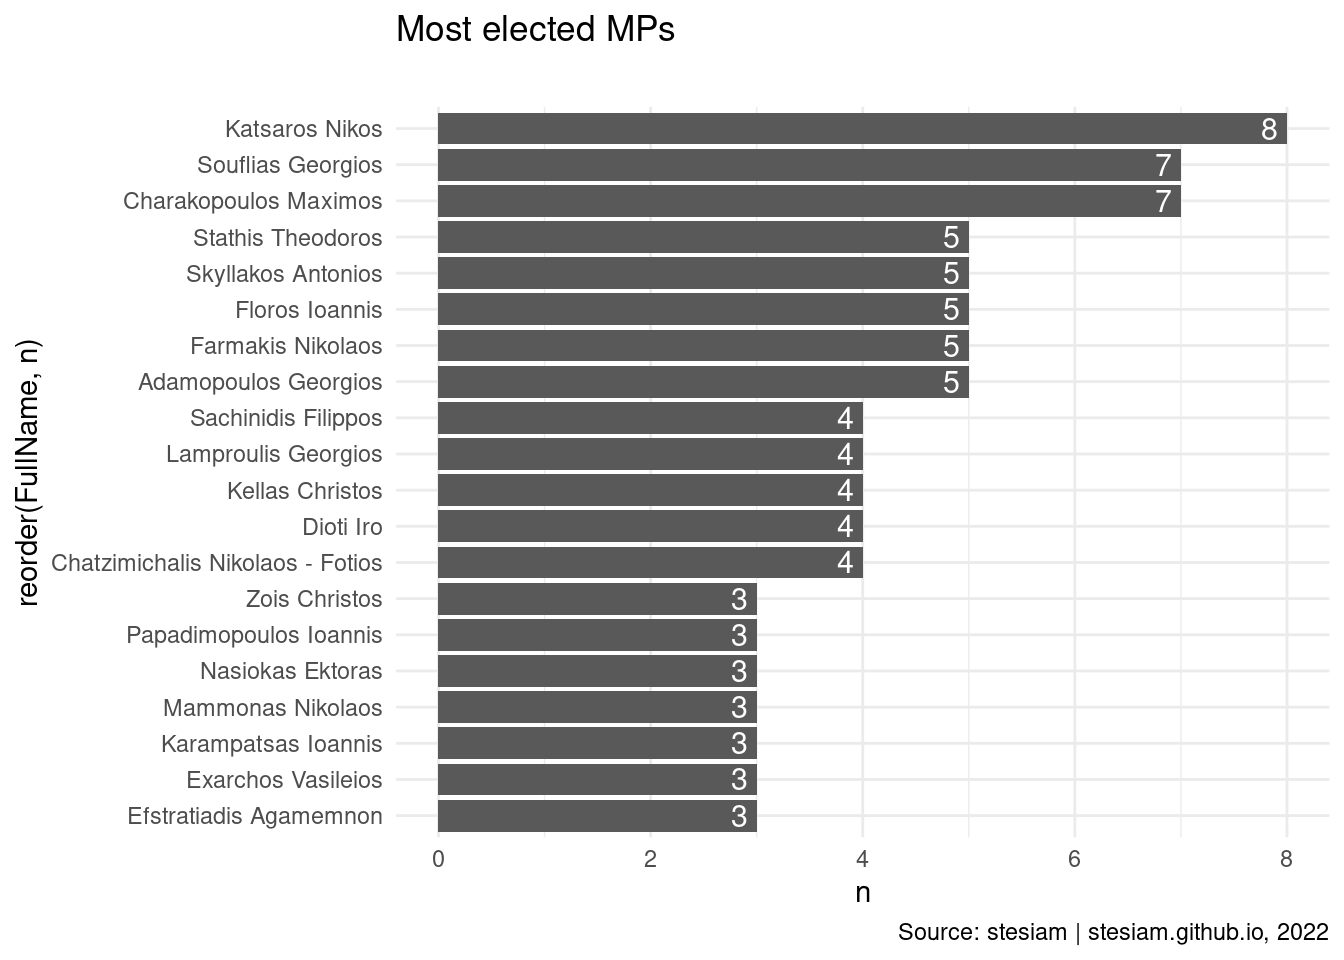 Most elected MPs
reorder(FullName, n)
Katsaros Nikos 8
Souflias Georgios 7
Charakopoulos Maximos 7
Stathis Theodoros 5
Skyllakos Antonios 5
Floros Ioannis 5
Farmakis Nikolaos 5
Adamopoulos Georgios 5
Sachinidis Filippos 4
Lamproulis Georgios 4
Kellas Christos 4
Dioti Iro 4
Chatzimichalis Nikolaos - Fotios 4
Zois Christos 3
Papadimopoulos Ioannis 3
Nasiokas Ektoras 3
Mammonas Nikolaos 3
Karampatsas Ioannis 3
Exarchos Vasileios 3
Efstratiadis Agamemnon 3
0 2 4 6 8
n
Source: stesiam | stesiam.github.io, 2022